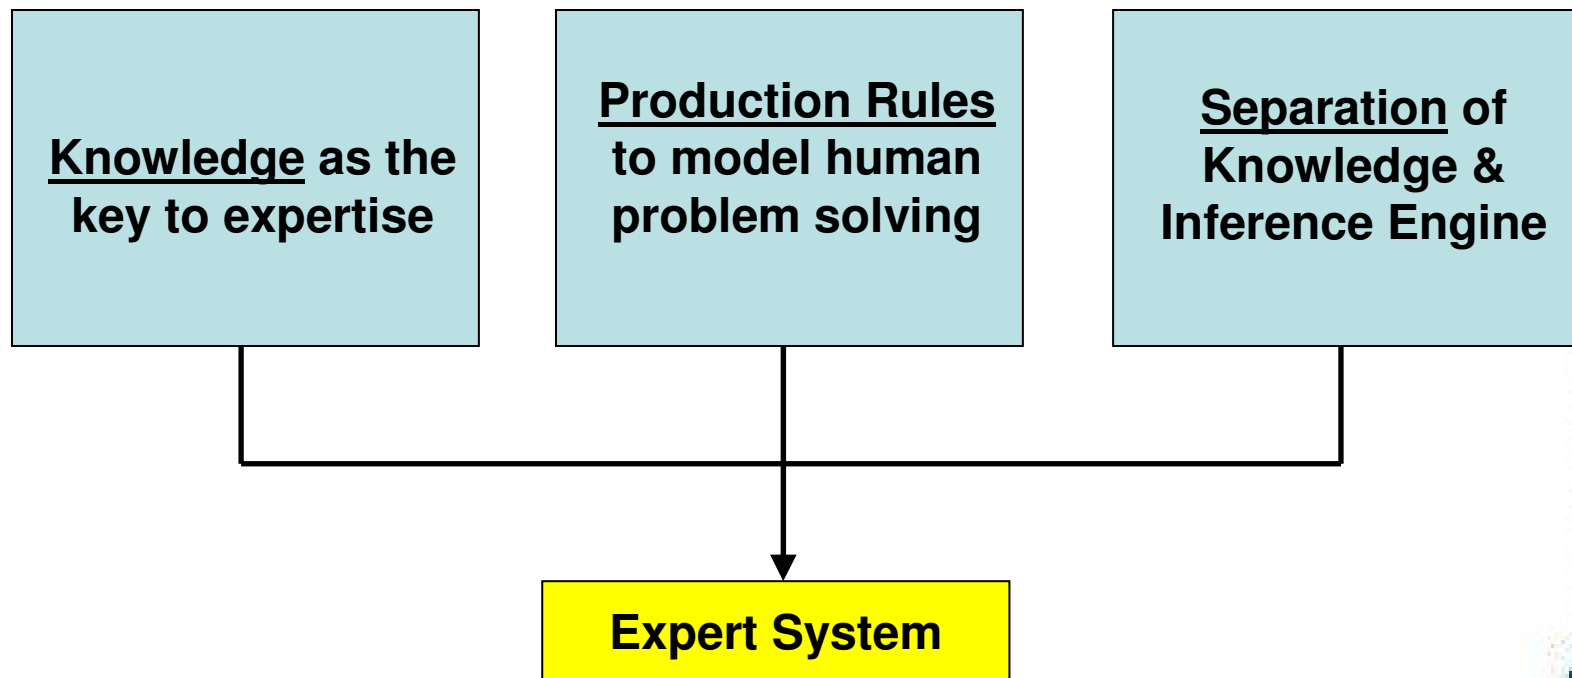 Knowledge as the
key to expertise
Production Rules
to model human
problem solving
Separation of
Knowledge &
Inference Engine
Expert System